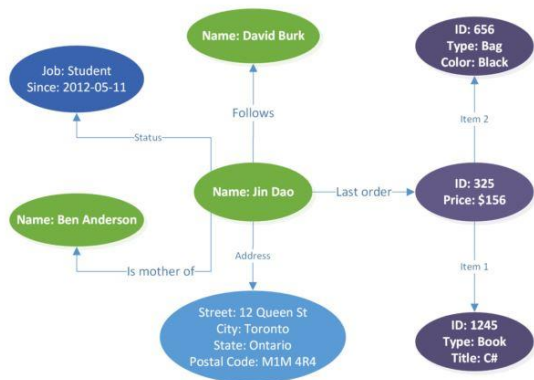 Name: David Burk
ID: 656
Type: Bag
Color: Black
Job: Student
Since: 2012-05-11
Follows
Item 2
Status
Name: Jin Dao
Last order
ID: 325
Price: $156
Name: Ben Anderson
Is mother of
Address
Item 1
Street: 12 Queen St
City: Toronto
State: Ontario
Postal Code: M1M 4R4
ID: 1245
Type: Book
Title: C#